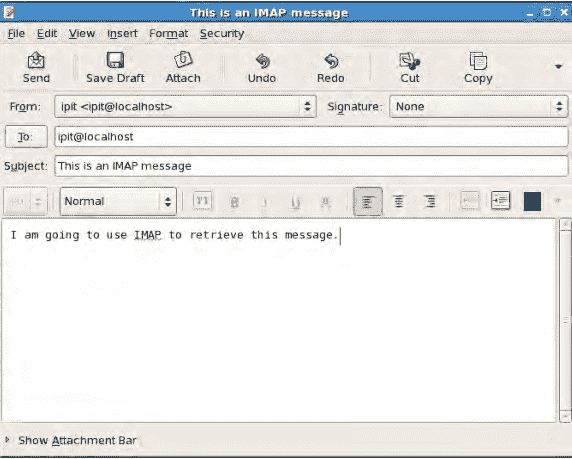 This is an IMAP message
File Edit View Insert Format Security
Send Save Draft Attach Undo Redo Cut Copy
From: ipit <ipit@localhost> Signature: None
To: ipit@localhost
Subject: This is an IMAP message
Normal TT B I U A
I am going to use IMAP to retrieve this message.
Show Attachment Bar